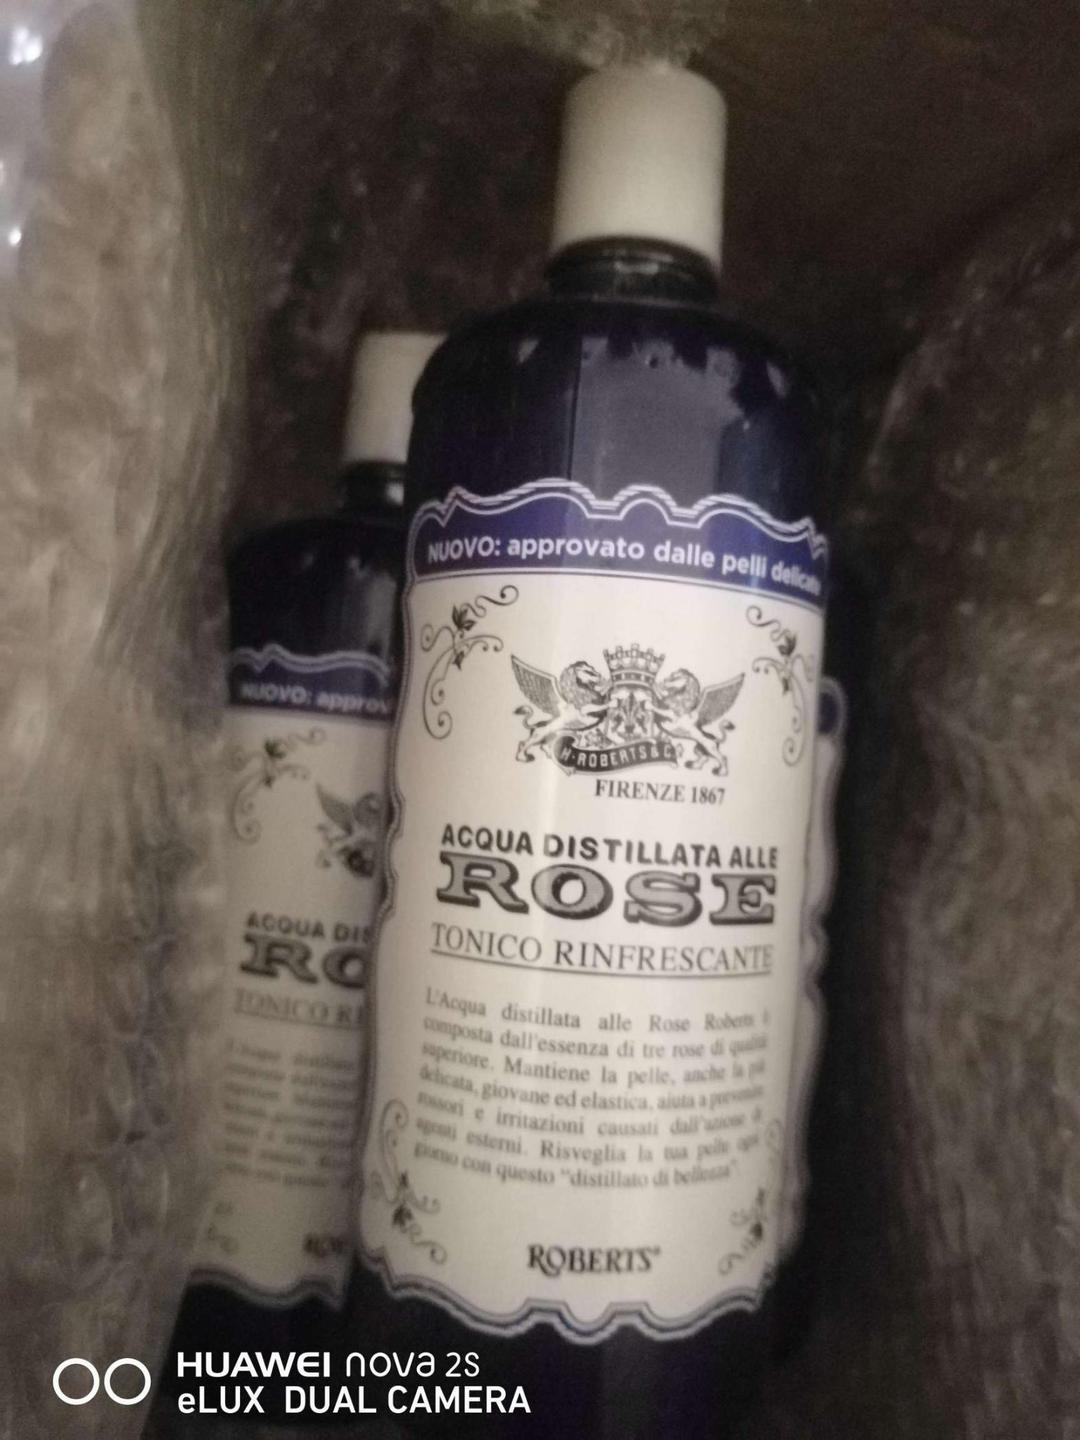 NUOVO: approvato dalle pelli delicate
H·ROBERTS & C
FIRENZE 1867
ACQUA DISTILLATA ALLE
ROSE
TONICO RINFRESCANTE
L'Acqua distillata alle Rose Roberts è
composta dall'essenza di tre rose di qualità
superiore. Mantiene la pelle, anche la più
delicata, giovane ed elastica, aiuta a prevenire
rossori e irritazioni causati dall'azione di
agenti esterni. Risveglia la tua pelle ogni
giorno con questo "distillato di bellezza".
ROBERTS®
NUOVO: approv
ACQUA DIS
RO
TONICO RI
HUAWEI nova 2s
eLUX DUAL CAMERA